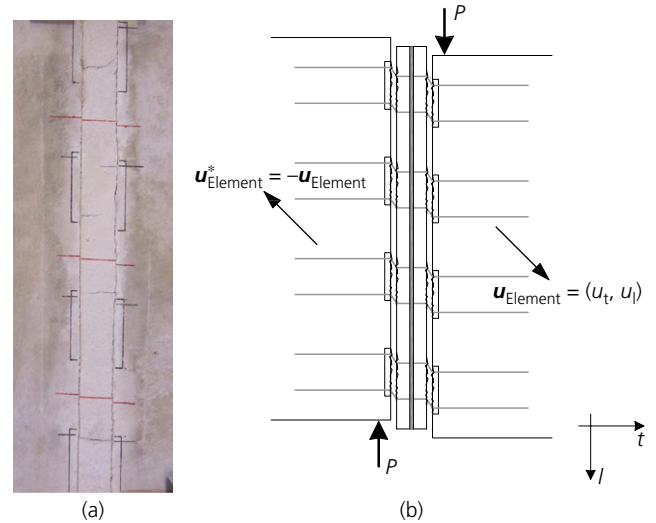 P
u*Element = –uElement
uElement = (ut, ul)
t
l
P
(a)
(b)